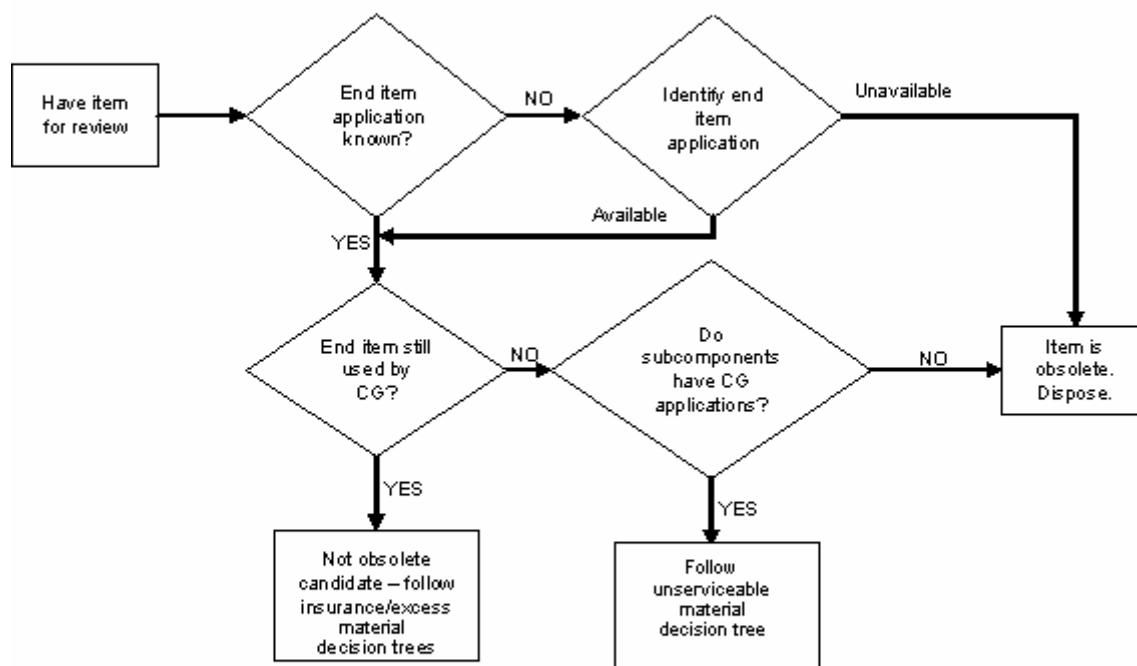 Have item
for review
End item
application
known?
NO
Identify end
item
application
Unavailable
Available
YES
End item still
used by
CG?
NO
Do
subcomponents
have CG
applications?
NO
Item is
obsolete.
Dispose.
YES
Not obsolete
candidate – follow
insurance/excess
material
decision trees
YES
Follow
unserviceable
material
decision tree